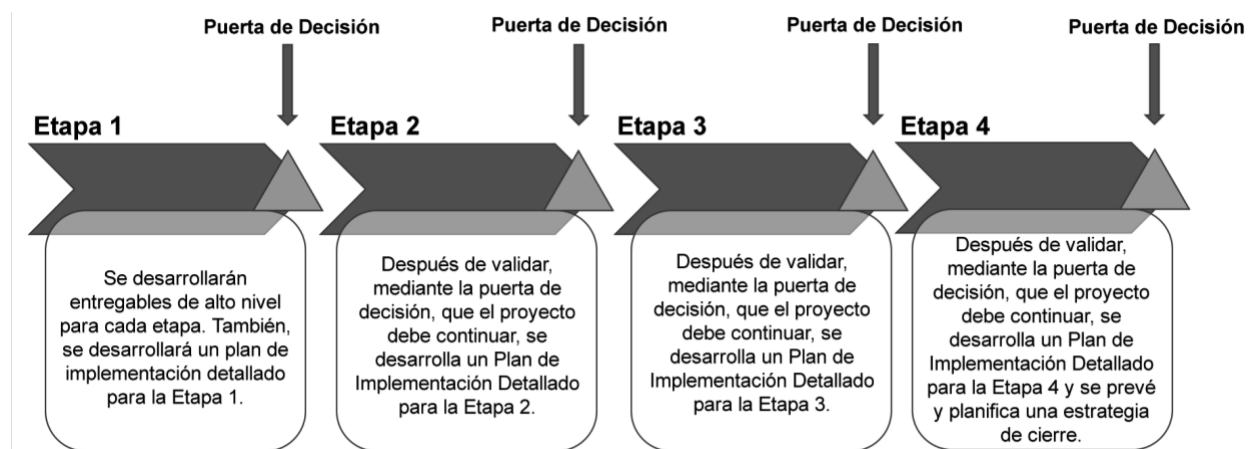 Puerta de Decisión
Puerta de Decisión
Puerta de Decisión
Puerta de Decisión
Etapa 1
Se desarrollarán
entregables de alto nivel
para cada etapa. También,
se desarrollará un plan de
implementación detallado
para la Etapa 1.
Etapa 2
Después de validar,
mediante la puerta de
decisión, que el proyecto
debe continuar, se
desarrolla un Plan de
Implementación Detallado
para la Etapa 2.
Etapa 3
Después de validar,
mediante la puerta de
decisión, que el proyecto
debe continuar, se
desarrolla un Plan de
Implementación Detallado
para la Etapa 3.
Etapa 4
Después de validar,
mediante la puerta de
decisión, que el proyecto
debe continuar, se
desarrolla un Plan de
Implementación Detallado
para la Etapa 4 y se prevé
y planifica una estrategia
de cierre.